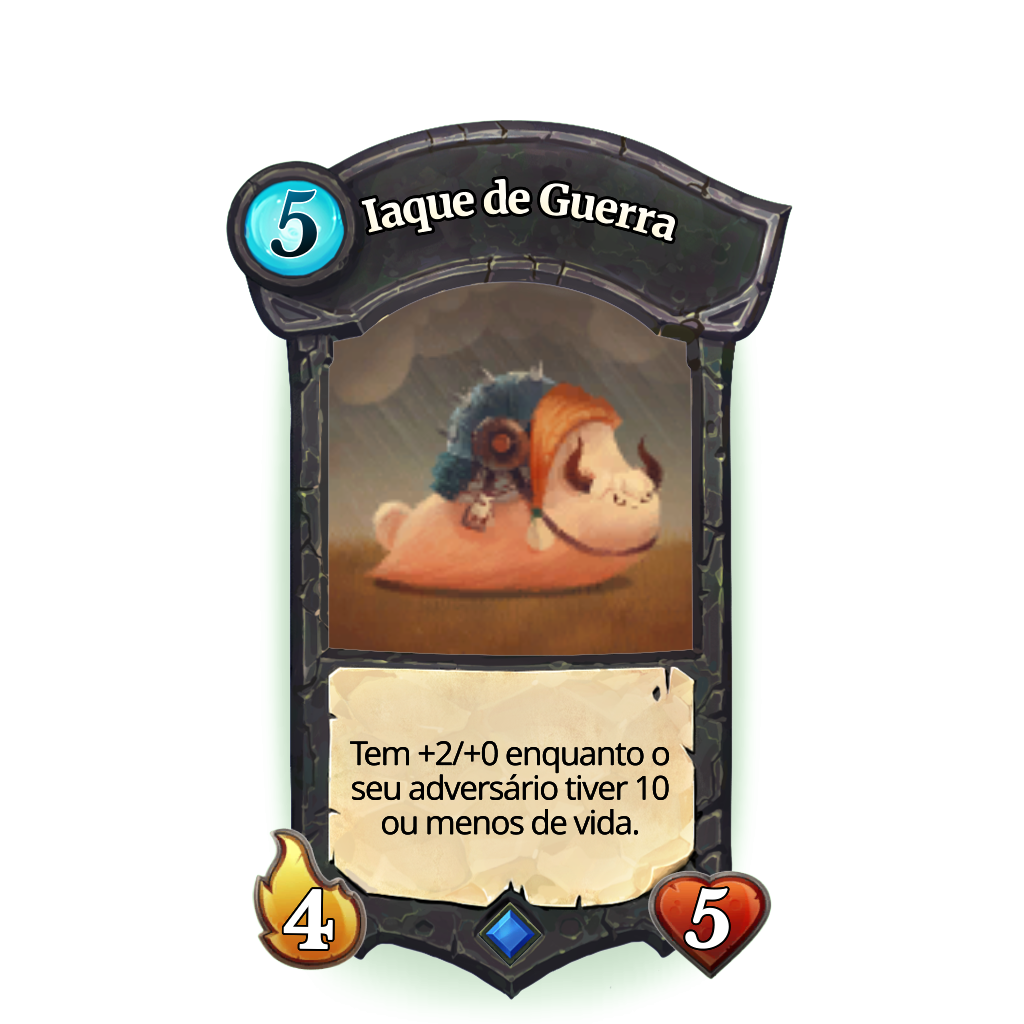 5
Iaque de Guerra
Tem +2/+0 enquanto o
seu adversário tiver 10
ou menos de vida.
4
5